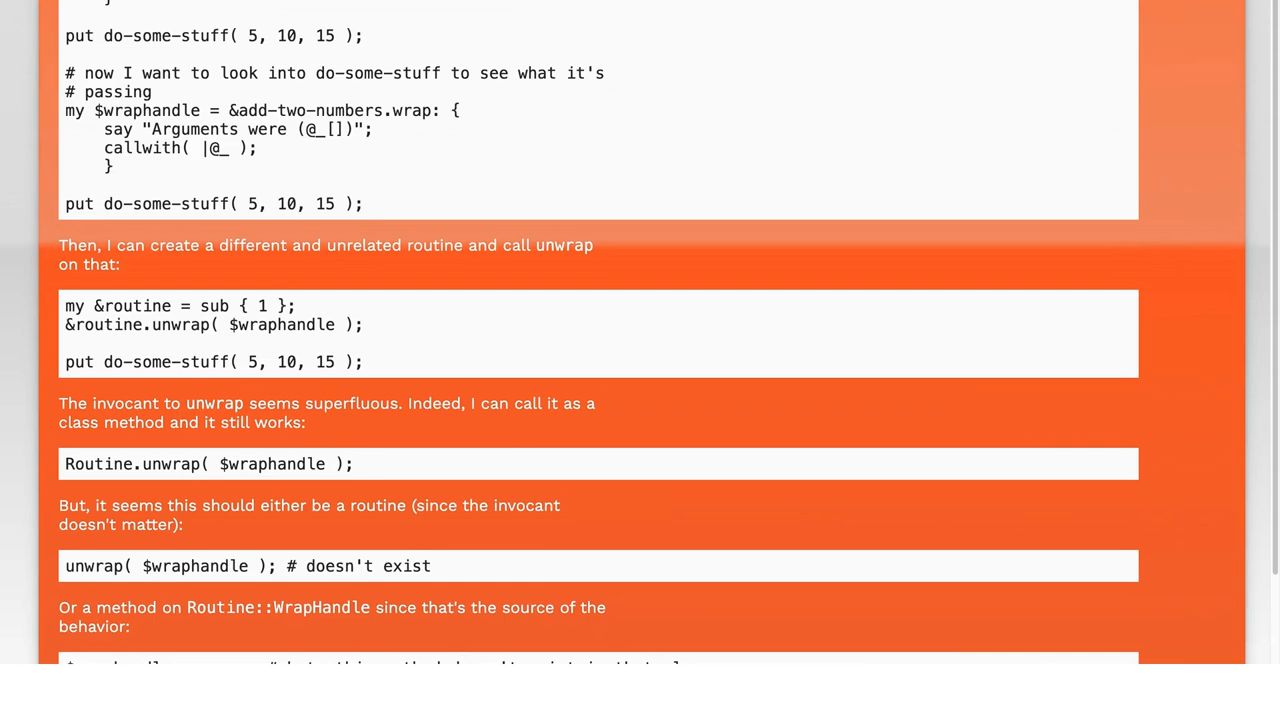 }
put do-some-stuff( 5, 10, 15 );
# now I want to look into do-some-stuff to see what it's
# passing
my $wraphandle = &add-two-numbers.wrap: {
say "Arguments were (@_[])";
callwith( |@_ );
}
put do-some-stuff( 5, 10, 15 );
Then, I can create a different and unrelated routine and call unwrap
on that:
my &routine = sub { 1 };
&routine.unwrap( $wraphandle );
put do-some-stuff( 5, 10, 15 );
The invocant to unwrap seems superfluous. Indeed, I can call it as a
class method and it still works:
Routine.unwrap( $wraphandle );
But, it seems this should either be a routine (since the invocant
doesn't matter):
unwrap( $wraphandle ); # doesn't exist
Or a method on Routine::WrapHandle since that's the source of the
behavior: